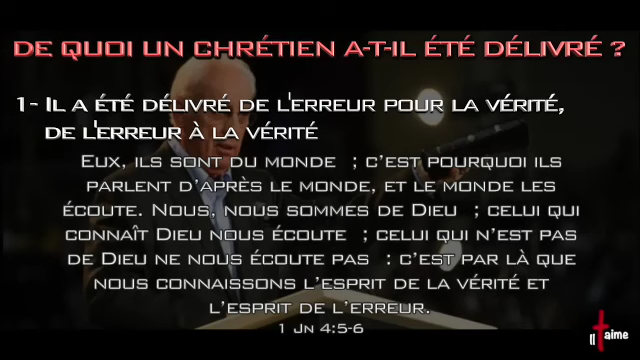 DE QUOI UN CHRÉTIEN A-T-IL ÉTÉ DÉLIVRÉ ?
1- IL A ÉTÉ DÉLIVRÉ DE L'ERREUR POUR LA VÉRITÉ,
DE L'ERREUR À LA VÉRITÉ
EUX, ILS SONT DU MONDE ; C'EST POURQUOI ILS
PARLENT D'APRÈS LE MONDE, ET LE MONDE LES
ÉCOUTE. NOUS, NOUS SOMMES DE DIEU ; CELUI QUI
CONNAÎT DIEU NOUS ÉCOUTE ; CELUI QUI N'EST PAS
DE DIEU NE NOUS ÉCOUTE PAS : C'EST PAR LÀ QUE
NOUS CONNAISSONS L'ESPRIT DE LA VÉRITÉ ET
L'ESPRIT DE L'ERREUR.
1 JN 4:5-6
Il taime